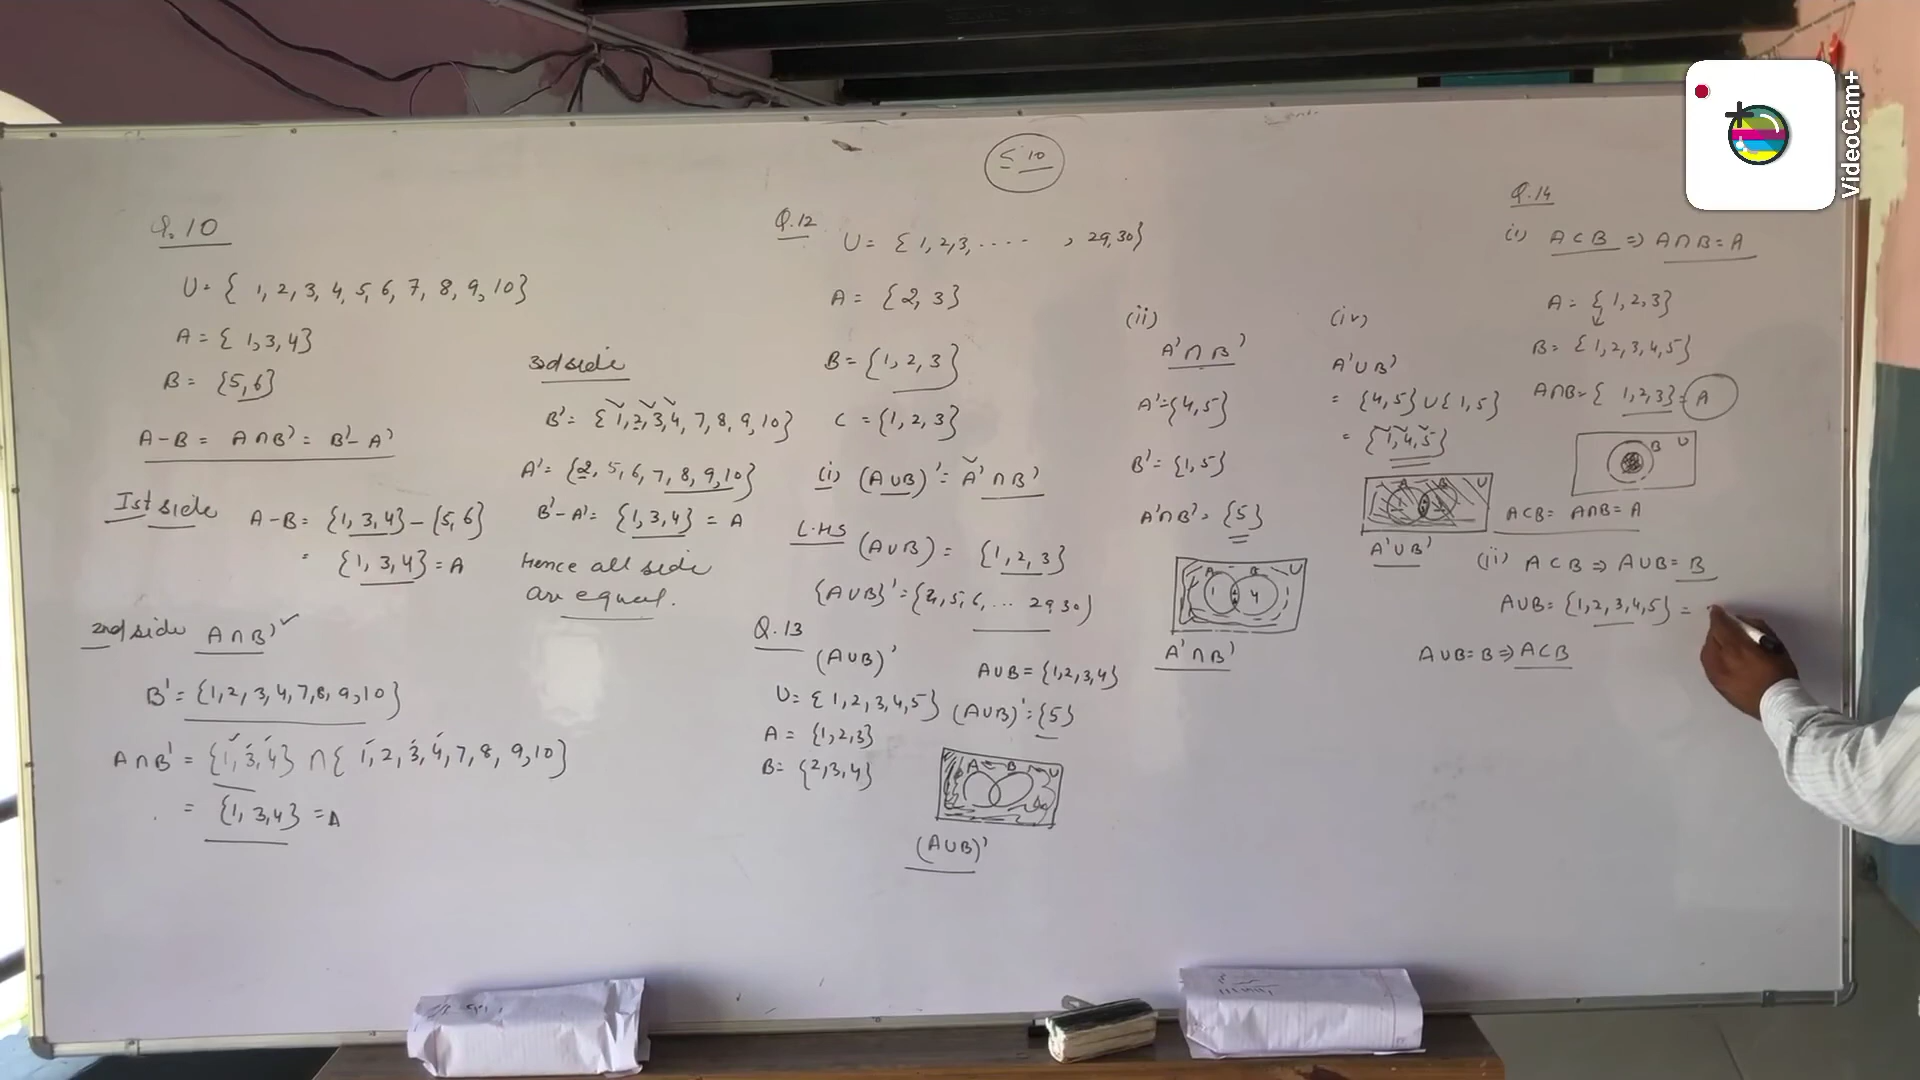 ≤ 10
Q.10
U = { 1, 2, 3, 4, 5, 6, 7, 8, 9, 10}
A = { 1, 3, 4}
B = {5, 6}
A - B = A ∩ B' = B' - A'
Ist side
A - B = {1, 3, 4} - {5, 6}
= {1, 3, 4} = A
2nd side A ∩ B'
B' = {1, 2, 3, 4, 7, 8, 9, 10}
A ∩ B' = {1, 3, 4} ∩ { 1, 2, 3, 4, 7, 8, 9, 10}
= {1, 3, 4} = A
3rd side
B' = { 1, 2, 3, 4, 7, 8, 9, 10}
A' = {2, 5, 6, 7, 8, 9, 10}
B' - A' = {1, 3, 4} = A
Hence all side
are equal.
Q.12
U = { 1, 2, 3, ..... , 29, 30}
A = {2, 3}
B = {1, 2, 3}
C = {1, 2, 3}
(i) (A ∪ B)' = A' ∩ B'
L.HS
(A ∪ B) = {1, 2, 3}
(A ∪ B)' = {4, 5, 6, ... 29 30}
Q.13
(A ∪ B)'
U = { 1, 2, 3, 4, 5}
A = {1, 2, 3}
B = {2, 3, 4}
A ∪ B = {1, 2, 3, 4}
(A ∪ B)' = {5}
A B U
(A ∪ B)'
(ii)
A' ∩ B'
A' = {4, 5}
B' = {1, 5}
A' ∩ B' = {5}
A B U
1 4
A' ∩ B'
(iv)
A' ∪ B'
= {4, 5} ∪ {1, 5}
= {1, 4, 5}
A B U
A' ∪ B'
Q.14
(i) A ⊂ B ⇒ A ∩ B = A
A = { 1, 2, 3}
B = { 1, 2, 3, 4, 5}
A ∩ B = { 1, 2, 3} = A
B U
A ⊂ B = A ∩ B = A
(ii) A ⊂ B ⇒ A ∪ B = B
A ∪ B = {1, 2, 3, 4, 5} =
A ∪ B = B ⇒ A ⊂ B
VideoCam+